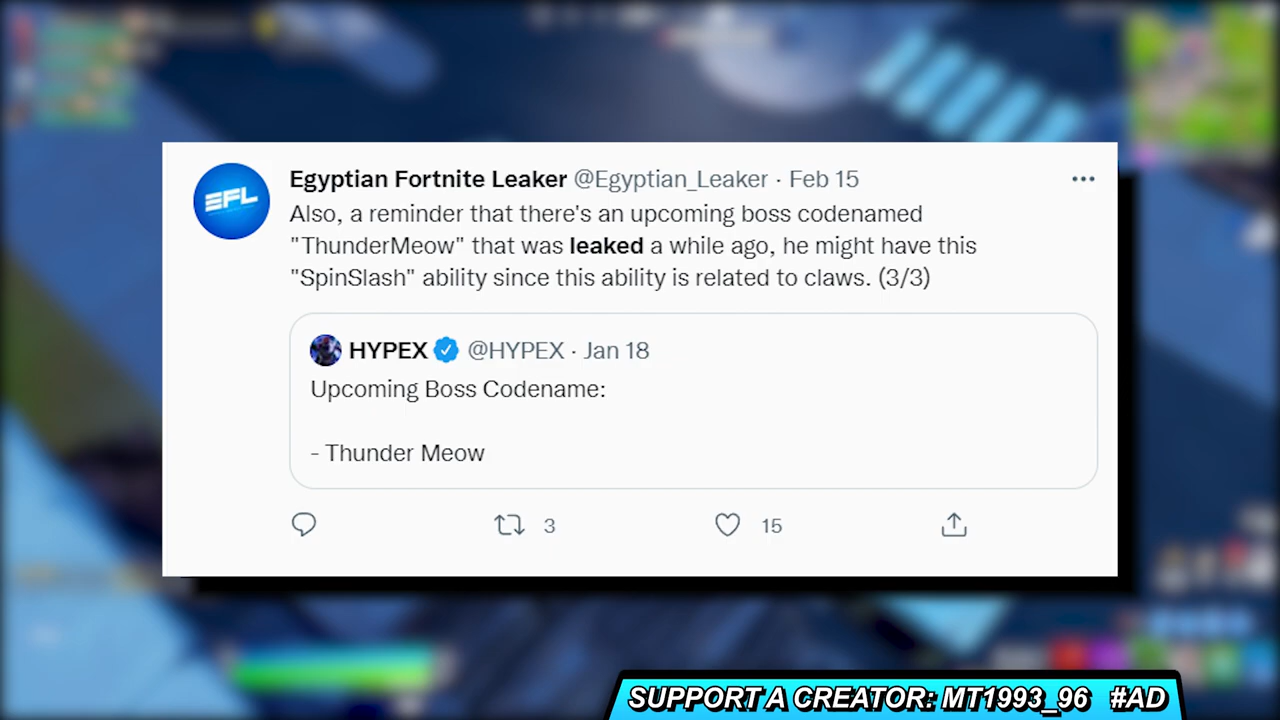 EFL
Egyptian Fortnite Leaker @Egyptian_Leaker · Feb 15
Also, a reminder that there's an upcoming boss codenamed
"ThunderMeow" that was leaked a while ago, he might have this
"SpinSlash" ability since this ability is related to claws. (3/3)
HYPEX @HYPEX · Jan 18
Upcoming Boss Codename:
- Thunder Meow
3 15
SUPPORT A CREATOR: MT1993_96 #AD